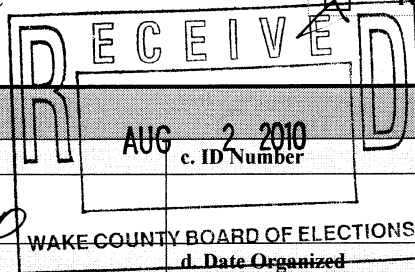 RECEIVED
AUG 2 2010
c. ID Number
WAKE COUNTY BOARD OF ELECTIONS
d. Date Organized